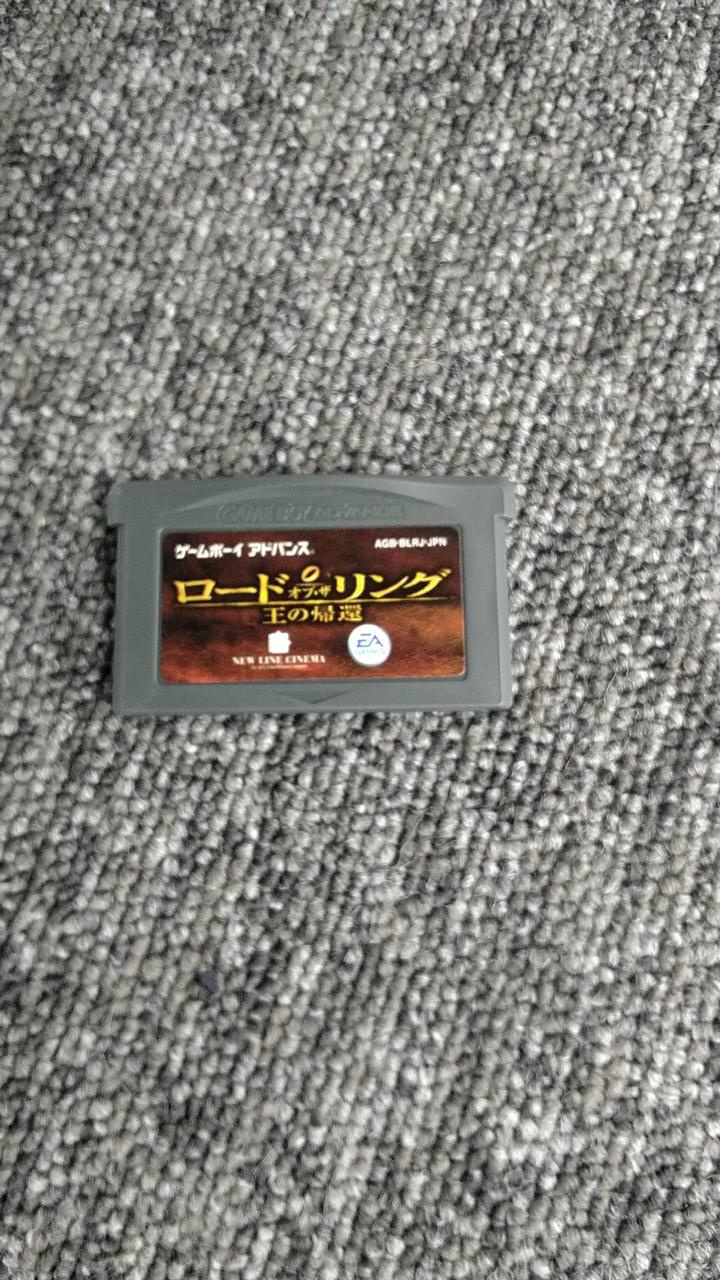 GAME BOY ADVANCE
ゲームボーイ アドバンス
AGB-BLRJ-JPN
ロード オブ・ザ リング
王の帰還
NEW LINE CINEMA
EA
GAMES